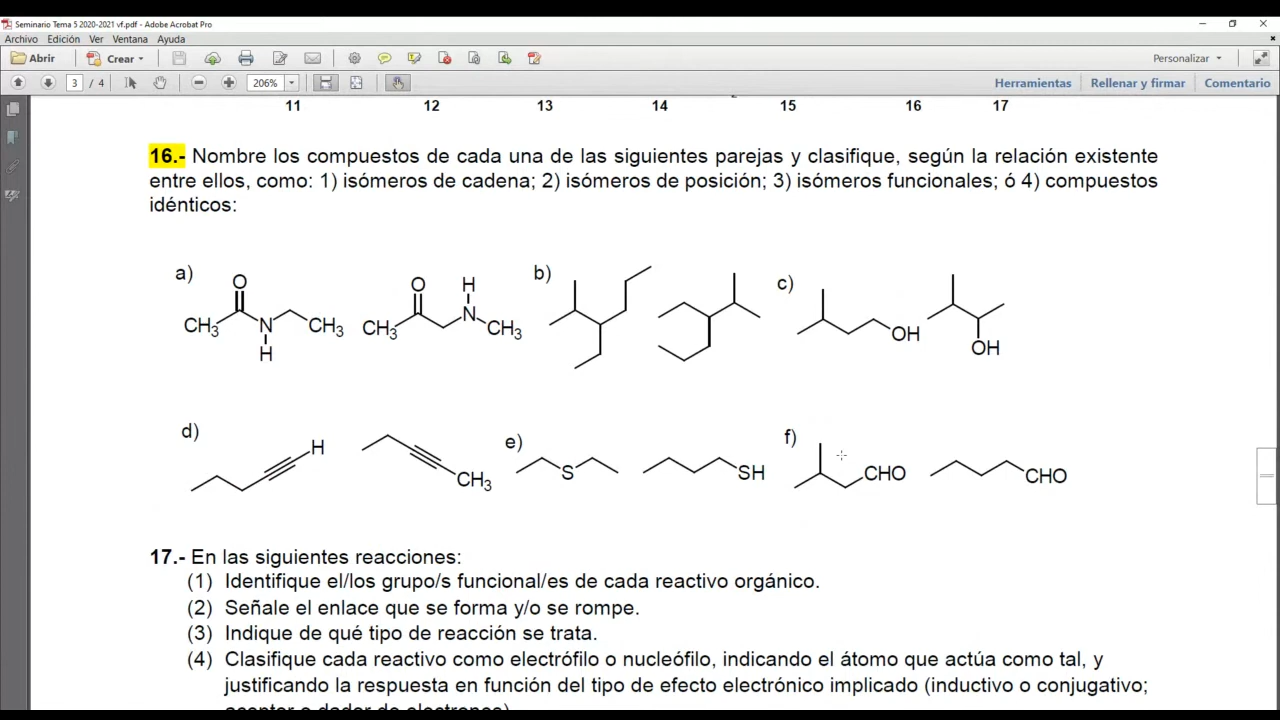 Seminario Tema 5 2020-2021 vf.pdf - Adobe Acrobat Pro
Archivo Edición Ver Ventana Ayuda
Abrir Crear Personalizar
3 / 4 206% Herramientas Rellenar y firmar Comentario
11 12 13 14 15 16 17
16.- Nombre los compuestos de cada una de las siguientes parejas y clasifique, según la relación existente
entre ellos, como: 1) isómeros de cadena; 2) isómeros de posición; 3) isómeros funcionales; ó 4) compuestos
idénticos:
a) O CH3 N H CH3 O CH3 H N CH3
b)
c) OH OH
d) H CH3
e) S SH
f) CHO CHO
17.- En las siguientes reacciones:
(1) Identifique el/los grupo/s funcional/es de cada reactivo orgánico.
(2) Señale el enlace que se forma y/o se rompe.
(3) Indique de qué tipo de reacción se trata.
(4) Clasifique cada reactivo como electrófilo o nucleófilo, indicando el átomo que actúa como tal, y
justificando la respuesta en función del tipo de efecto electrónico implicado (inductivo o conjugativo;
aceptor o dador de electrones)